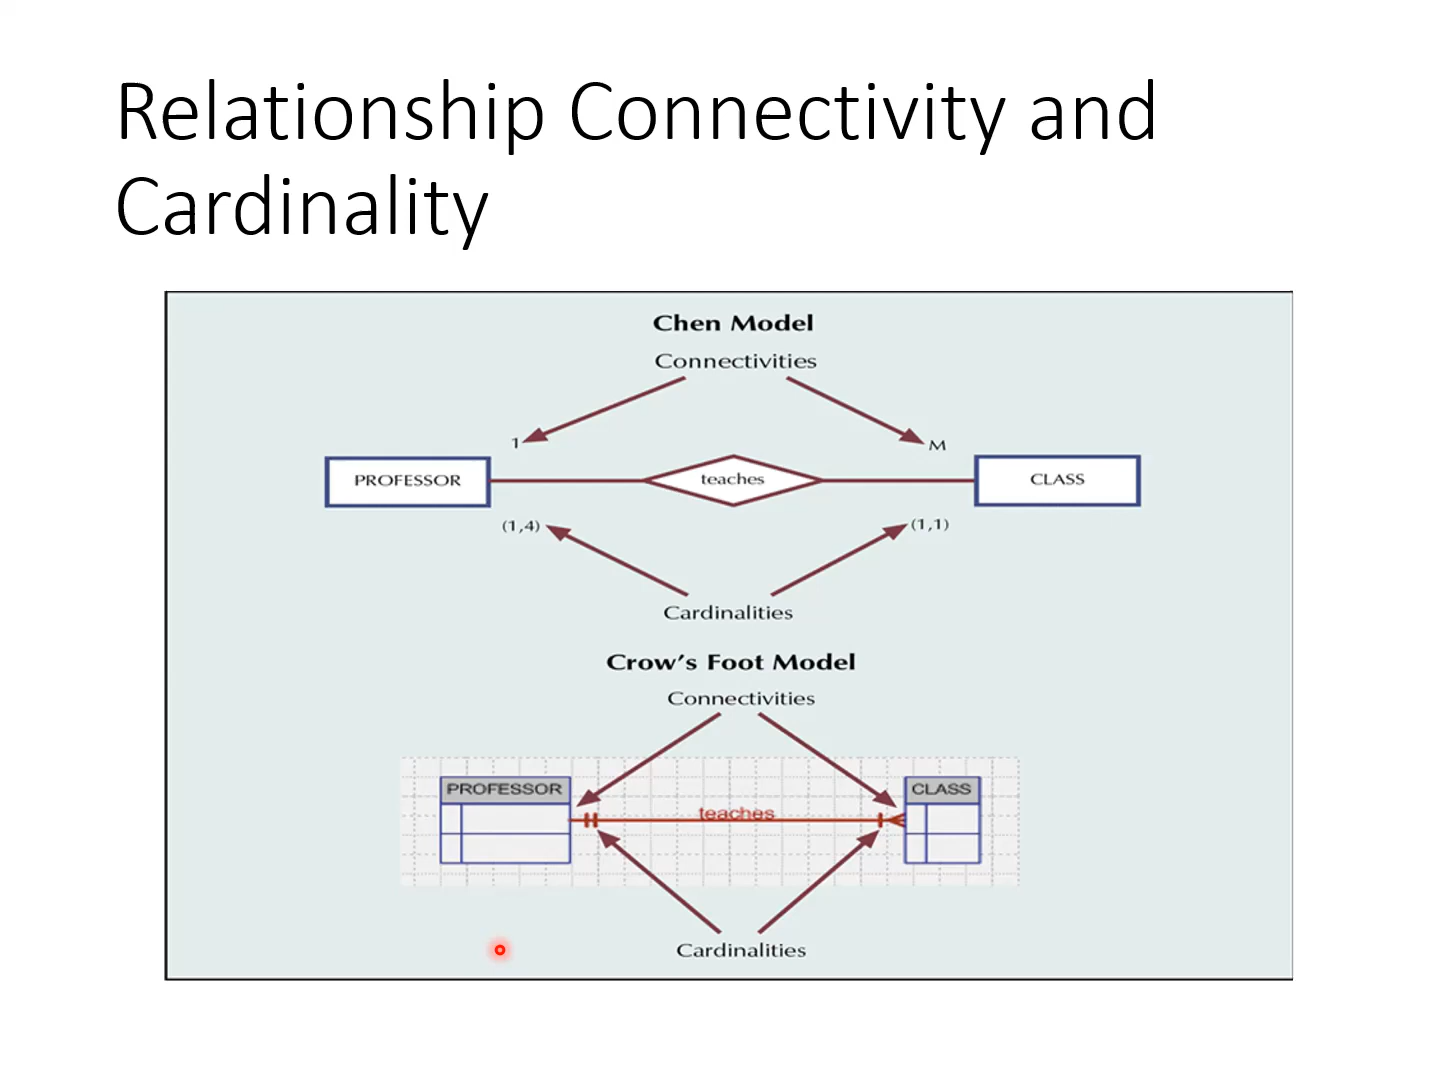 Relationship Connectivity and
Cardinality
Chen Model
Connectivities
1
M
PROFESSOR
teaches
CLASS
(1,4)
(1,1)
Cardinalities
Crow's Foot Model
Connectivities
PROFESSOR
CLASS
teaches
Cardinalities